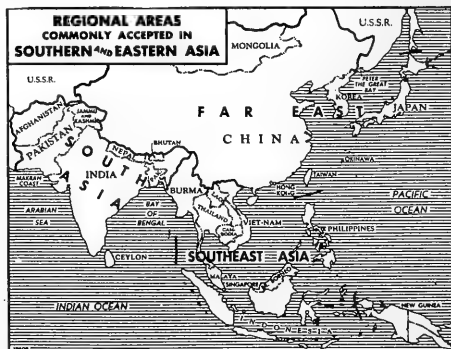 REGIONAL AREAS
COMMONLY ACCEPTED IN
SOUTHERN AND EASTERN ASIA
U.S.S.R.
MONGOLIA
U.S.S.R.
PETER
THE GREAT
BAY
KOREA
JAPAN
AFGHANISTAN
JAMMU
AND
KASHMIR
FAR EAST
CHINA
PAKISTAN
SOUTH
ASIA
NEPAL
BHUTAN
INDIA
OKINAWA
TAIWAN
MAKRAN
COAST
BURMA
LAOS
HONG
KONG
PACIFIC
OCEAN
ARABIAN
SEA
BAY
OF
BENGAL
THAILAND
VIET-NAM
CAM-
BODIA
PHILIPPINES
CEYLON
SOUTHEAST ASIA
MALAYA
SINGAPORE
BORNEO
INDIAN OCEAN
INDONESIA
NEW GUINEA